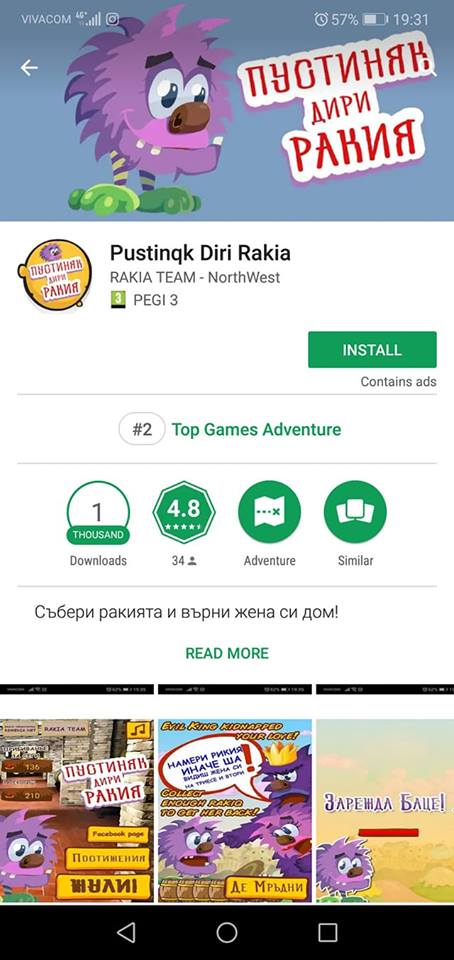 VIVACOM 4G+ 57% 19:31
ПУСТИНЯК
ДИРИ
РАКИЯ
ПУСТИНЯК
ДИРИ
РАКИЯ
Pustinqk Diri Rakia
RAKIA TEAM - NorthWest
3 PEGI 3
INSTALL
Contains ads
#2 Top Games Adventure
1
THOUSAND
4.8
Downloads 34 Adventure Similar
Събери ракията и върни жена си дом!
READ MORE
RAKIA TEAM
136
210
ПУСТИНЯК
ДИРИ
РАКИЯ
Facebook page
Постижения
ЖУЛИ!
Evil King kidnapped
your love!
НАМЕРИ РИКИЯ
ИНАЧЕ ША
ВИДИШ ЖЕНА СИ
НА ТРИЕСЕ И ВТОРИ
Collect
enough rakiq
to get her back!
Де Мръдни
Зарежда Баце!